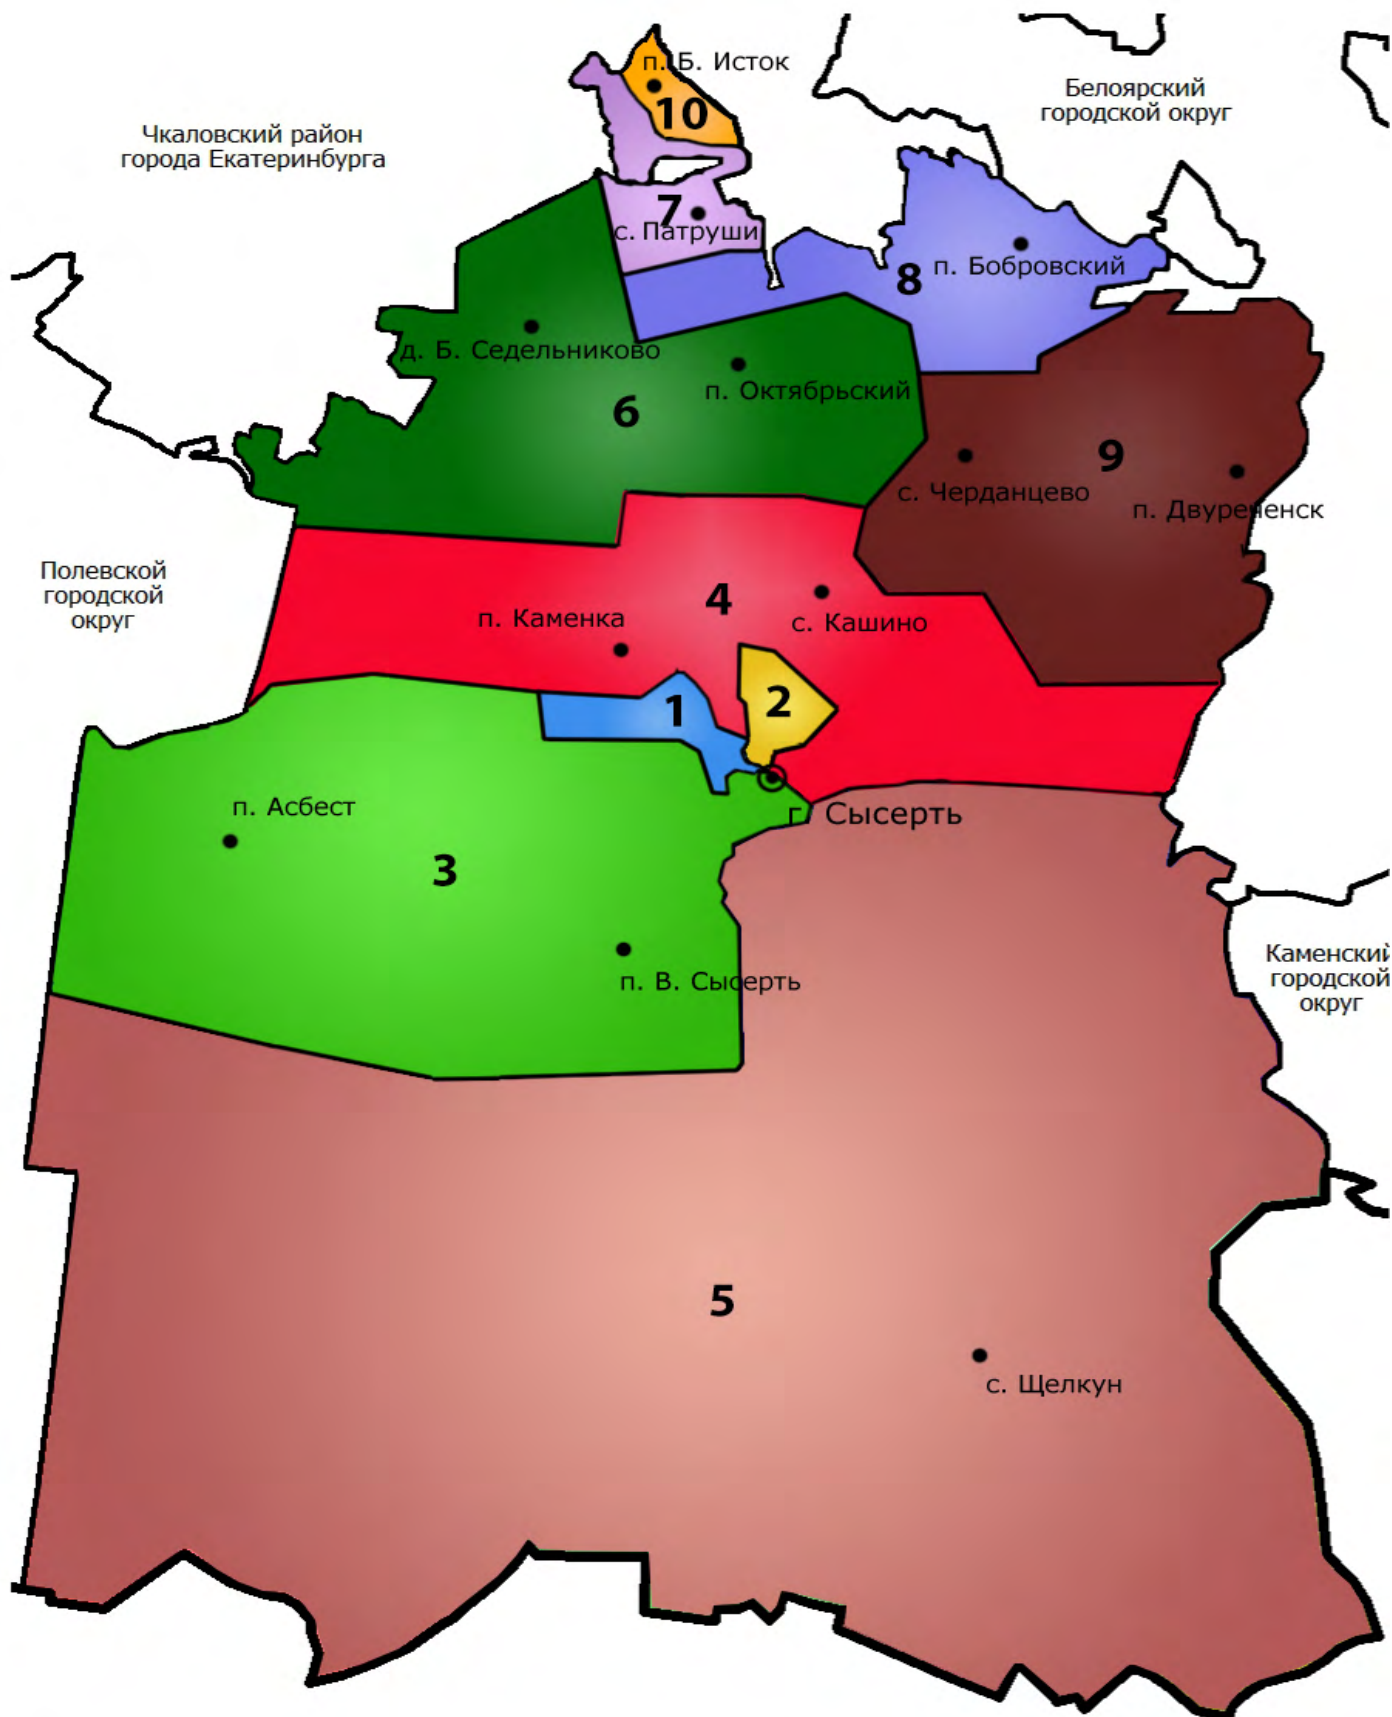 п. Б. Исток
10
Белоярский
городской округ
Чкаловский район
города Екатеринбурга
7
с. Патруши
8
п. Бобровский
д. Б. Седельниково
п. Октябрьский
6
9
с. Черданцево
п. Двуреченск
Полевской
городской
округ
4
п. Каменка
с. Кашино
1
2
п. Асбест
г. Сысерть
3
п. В. Сысерть
Каменский
городской
округ
5
с. Щелкун